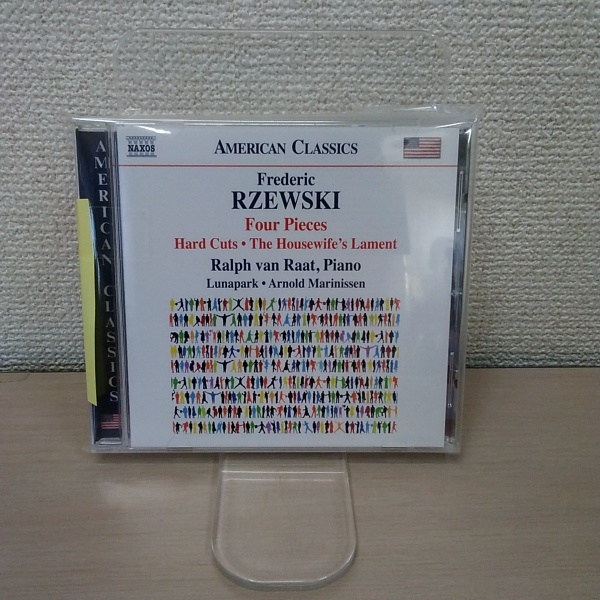 NAXOS
AMERICAN CLASSICS
Frederic
RZEWSKI
Four Pieces
Hard Cuts • The Housewife's Lament
Ralph van Raat, Piano
Lunapark • Arnold Marinissen
AMERICAN CLASSICS